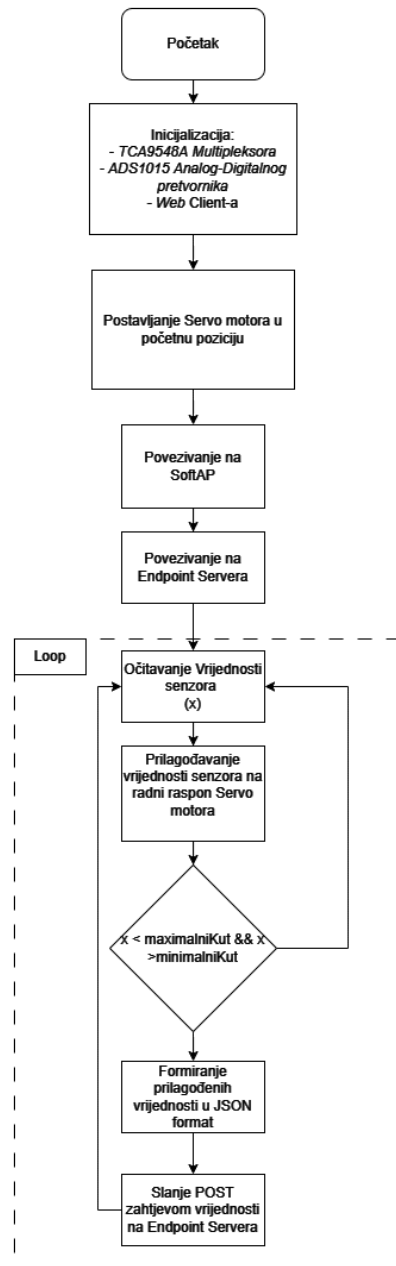 Početak
Inicijalizacija:
- TCA9548A Multipleksora
- ADS1015 Analog-Digitalnog
pretvornika
- Web Client-a
Postavljanje Servo motora u
početnu poziciju
Povezivanje na
SoftAP
Povezivanje na
Endpoint Servera
Loop
Očitavanje Vrijednosti
senzora
(x)
Prilagođavanje
vrijednosti senzora na
radni raspon Servo
motora
x < maximalniKut && x
>minimalniKut
Formiranje
prilagođenih
vrijednosti u JSON
format
Slanje POST
zahtjevom vrijednosti
na Endpoint Servera